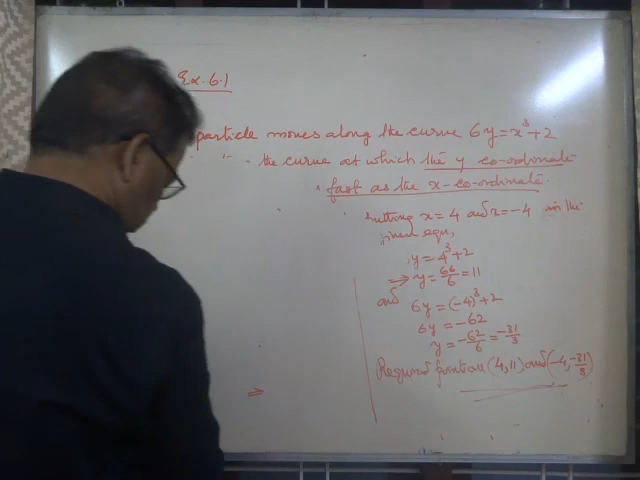 Ex. 6.1
particle moves along the curve 6y = x³ + 2
the curve at which the y co-ordinate
fast as the x-co-ordinate.
putting x = 4 and x = -4 in the
given eqn,
6y = 4³ + 2
⇒ y = 66/6 = 11
and
6y = (-4)³ + 2
6y = -62
y = -62/6 = -31/3
Required points are (4, 11) and (-4, -31/3)
⇒